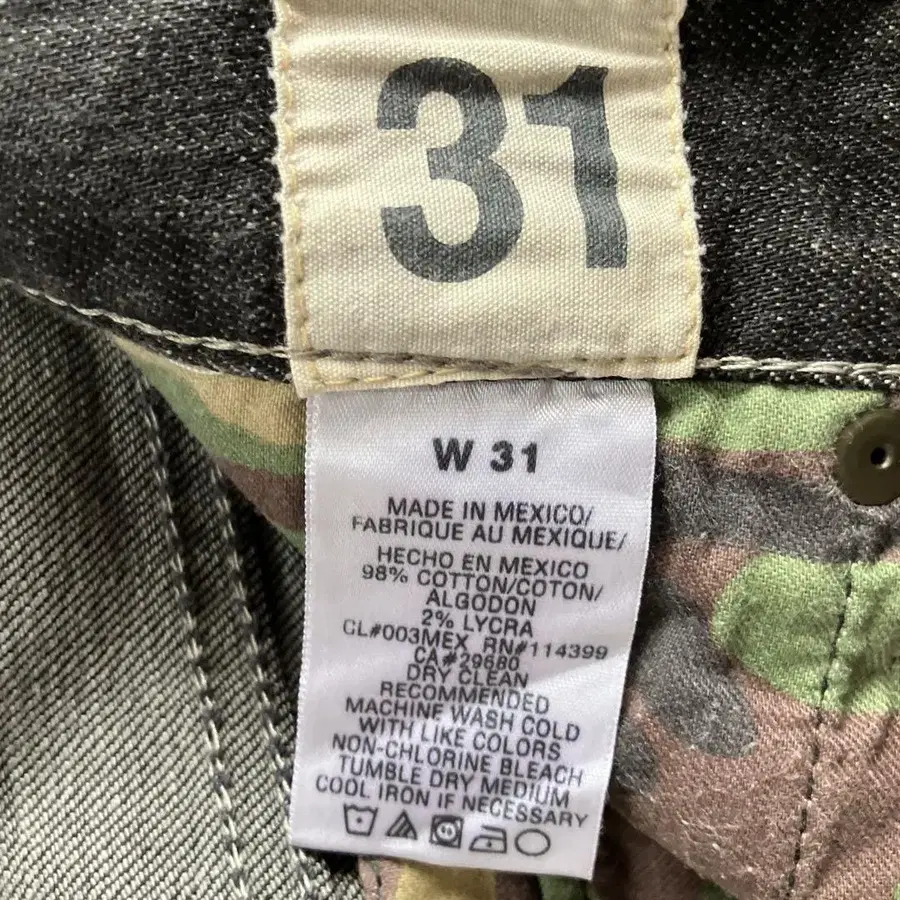 31
W 31
MADE IN MEXICO/
FABRIQUE AU MEXIQUE/
HECHO EN MEXICO
98% COTTON/COTON/
ALGODON
2% LYCRA
CL#003MEX RN#114399
CA#29680
DRY CLEAN
RECOMMENDED
MACHINE WASH COLD
WITH LIKE COLORS
NON-CHLORINE BLEACH
TUMBLE DRY MEDIUM
COOL IRON IF NECESSARY